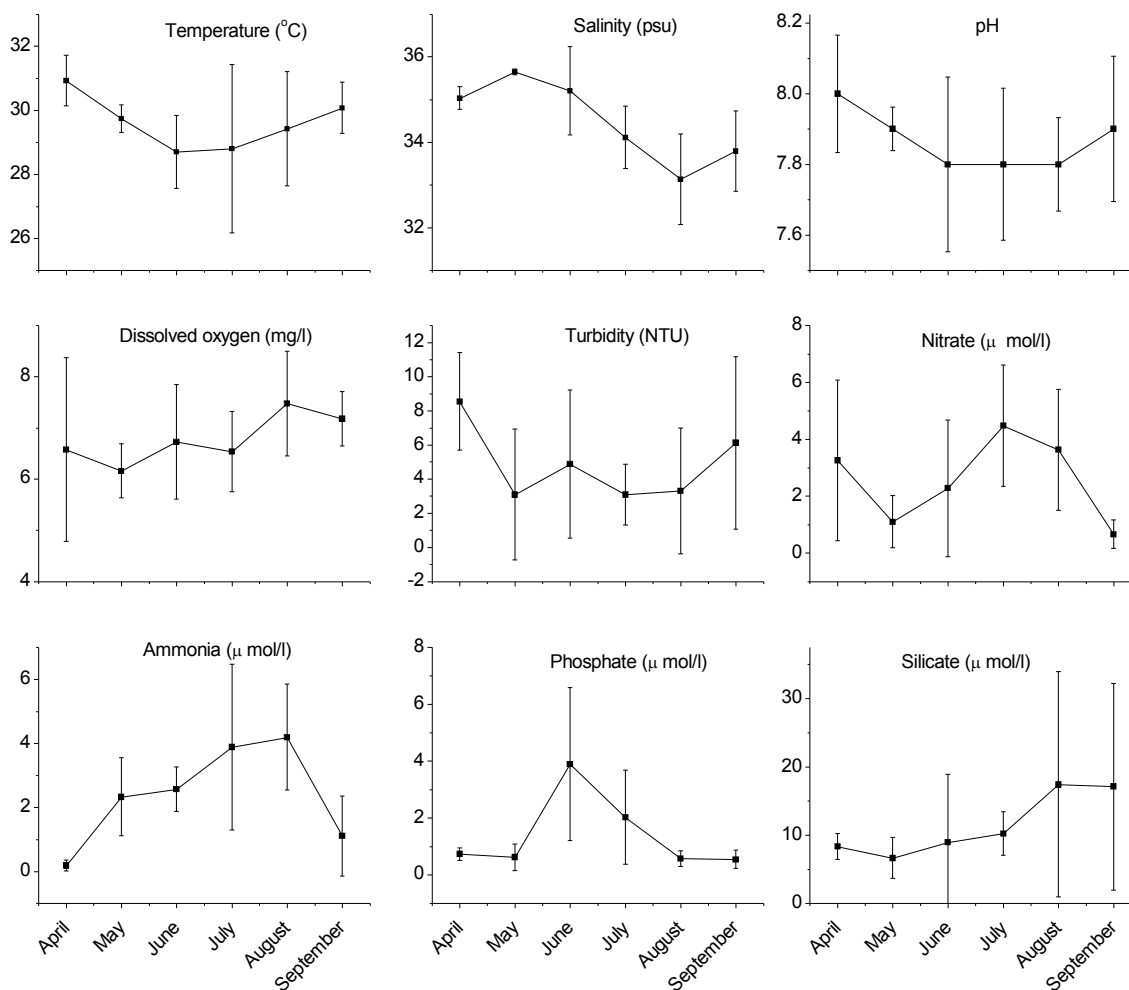 Temperature (°C)
32
30
28
26
Salinity (psu)
36
34
32
pH
8.2
8.0
7.8
7.6
Dissolved oxygen (mg/l)
8
6
4
Turbidity (NTU)
12
10
8
6
4
2
0
-2
Nitrate (μ mol/l)
8
6
4
2
0
Ammonia (μ mol/l)
6
4
2
0
April
May
June
July
August
September
Phosphate (μ mol/l)
8
6
4
2
0
April
May
June
July
August
September
Silicate (μ mol/l)
30
20
10
0
April
May
June
July
August
September